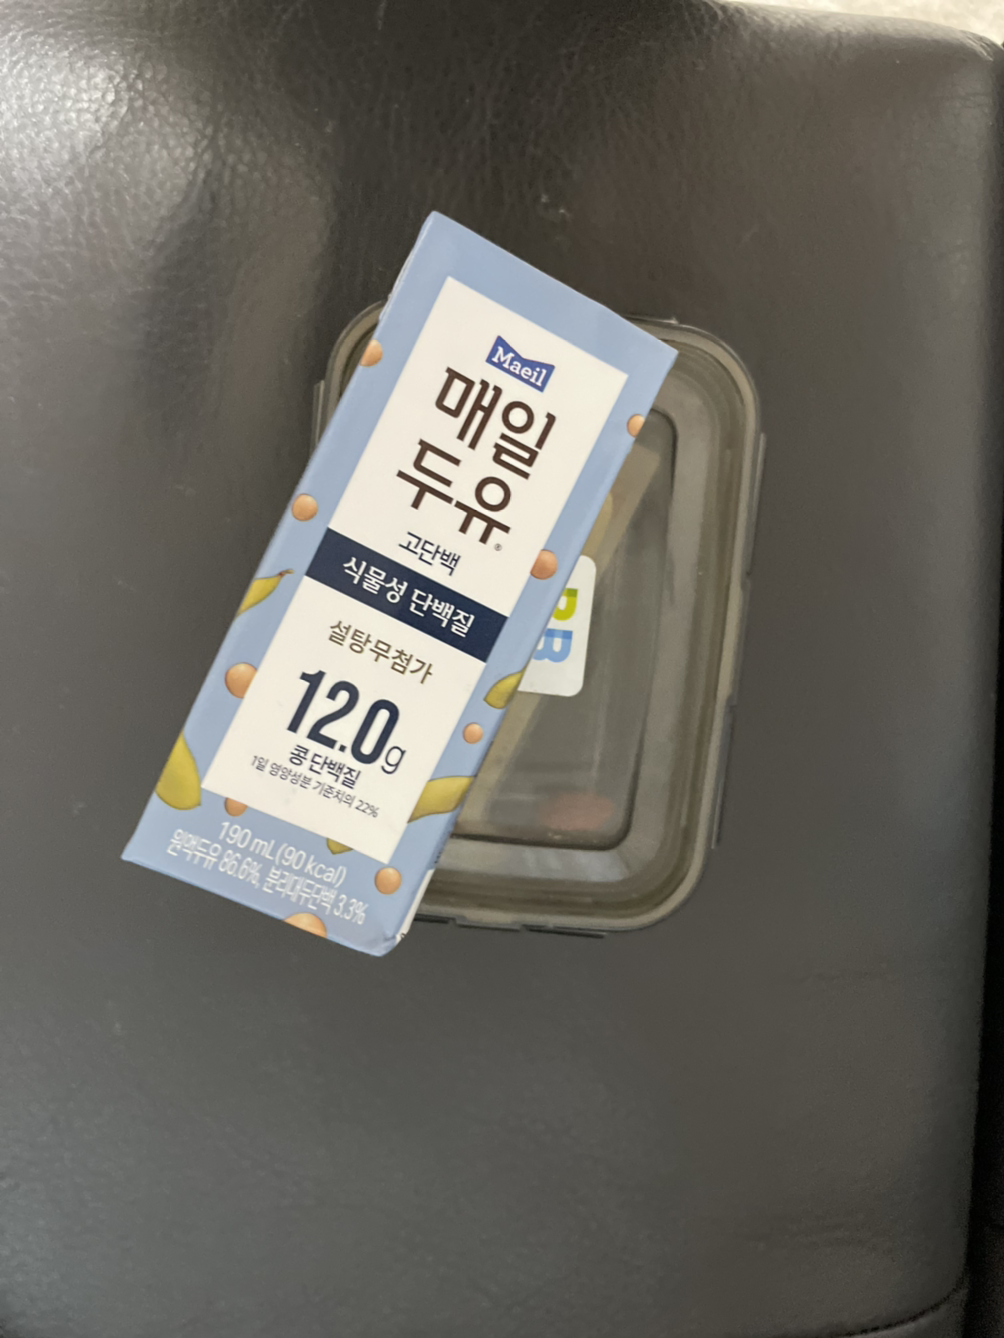 Maeil
매일
두유®
고단백
식물성 단백질
설탕무첨가
12.0g
콩 단백질
1일 영양성분 기준치의 22%
190 mL(90 kcal)
원액두유 86.6%, 분리대두단백 3.3%